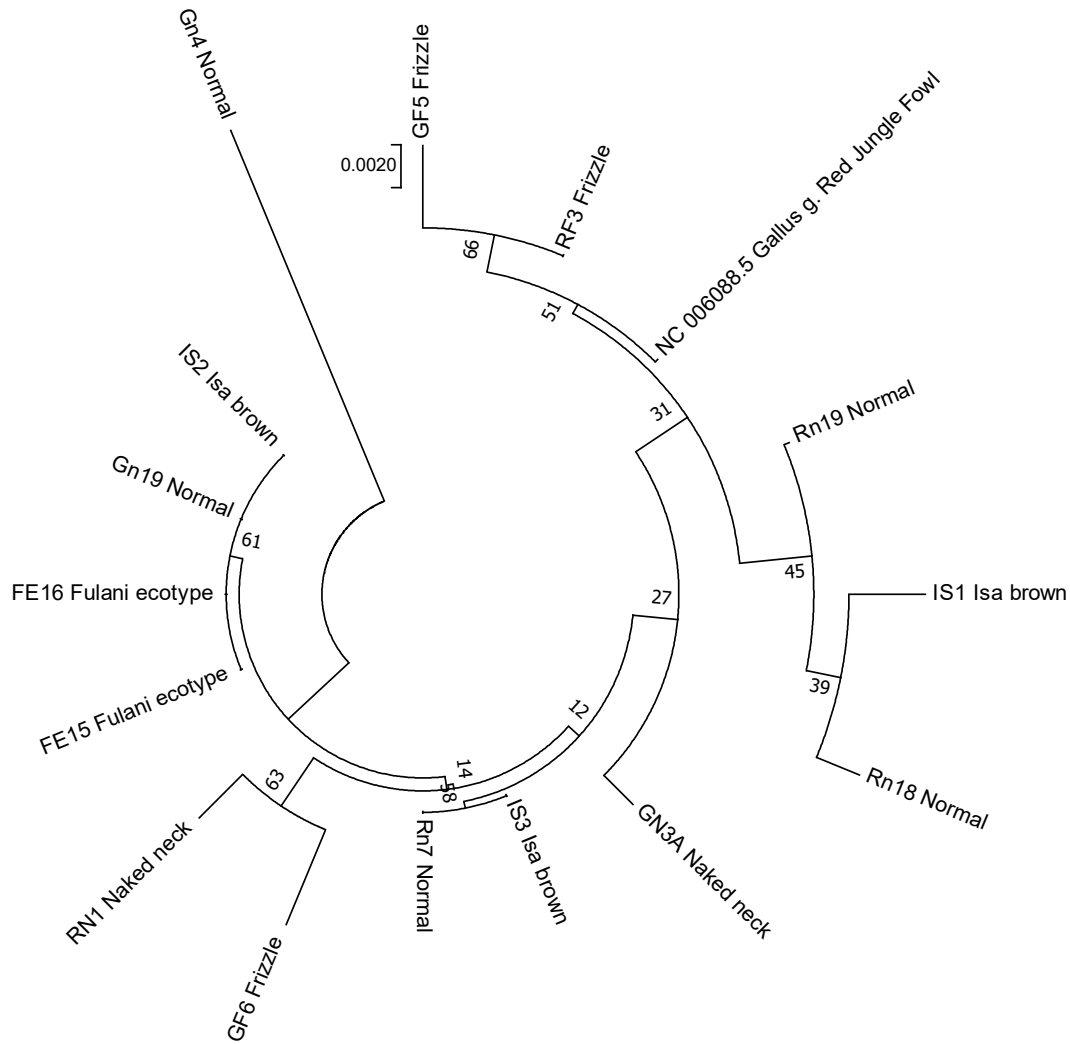 Gn4 Normal
GF5 Frizzle
0.0020
RF3 Frizzle
66
NC 006088.5 Gallus g. Red Jungle Fowl
51
31
Rn19 Normal
IS2 Isa brown
Gn19 Normal
61
45
FE16 Fulani ecotype
27
IS1 Isa brown
39
FE15 Fulani ecotype
12
14
58
63
Rn18 Normal
IS3 Isa brown
Rn7 Normal
GN3A Naked neck
RN1 Naked neck
GF6 Frizzle